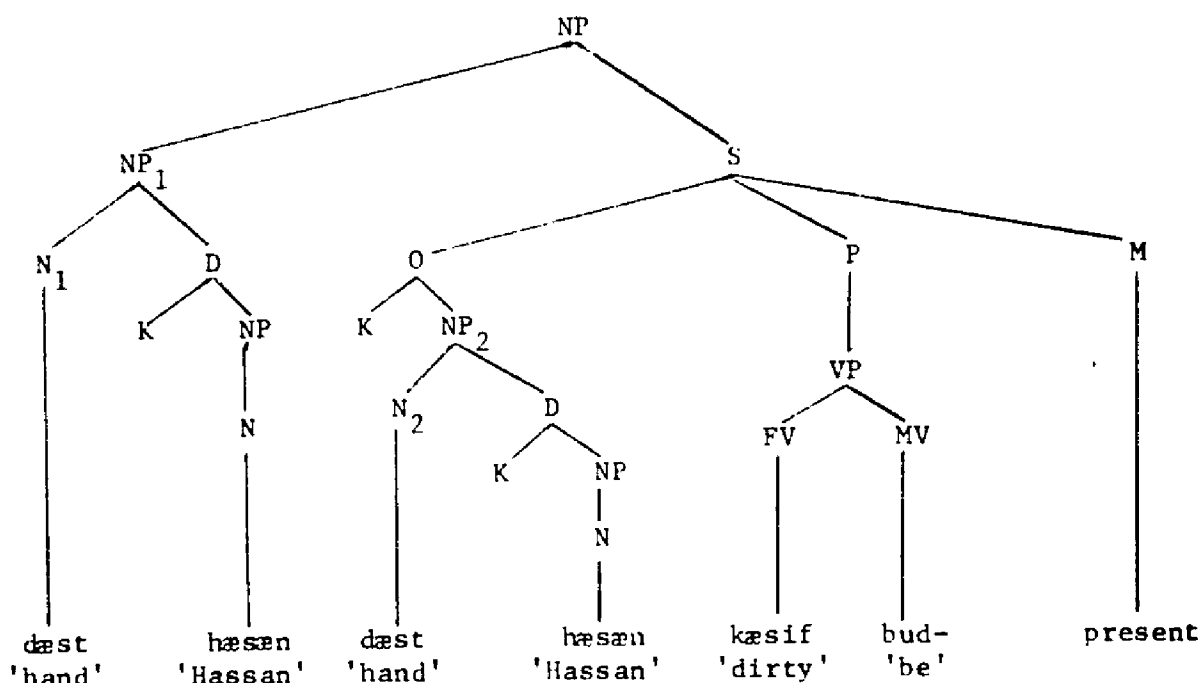 NP
NP₁ S
N₁ D O P M
K NP K NP₂
VP
N N₂ D FV MV
K NP
N
dæst hæsæn dæst hæsæn kæsif bud- present
'hand' 'Hassan' 'hand' 'Hassan' 'dirty' 'be'